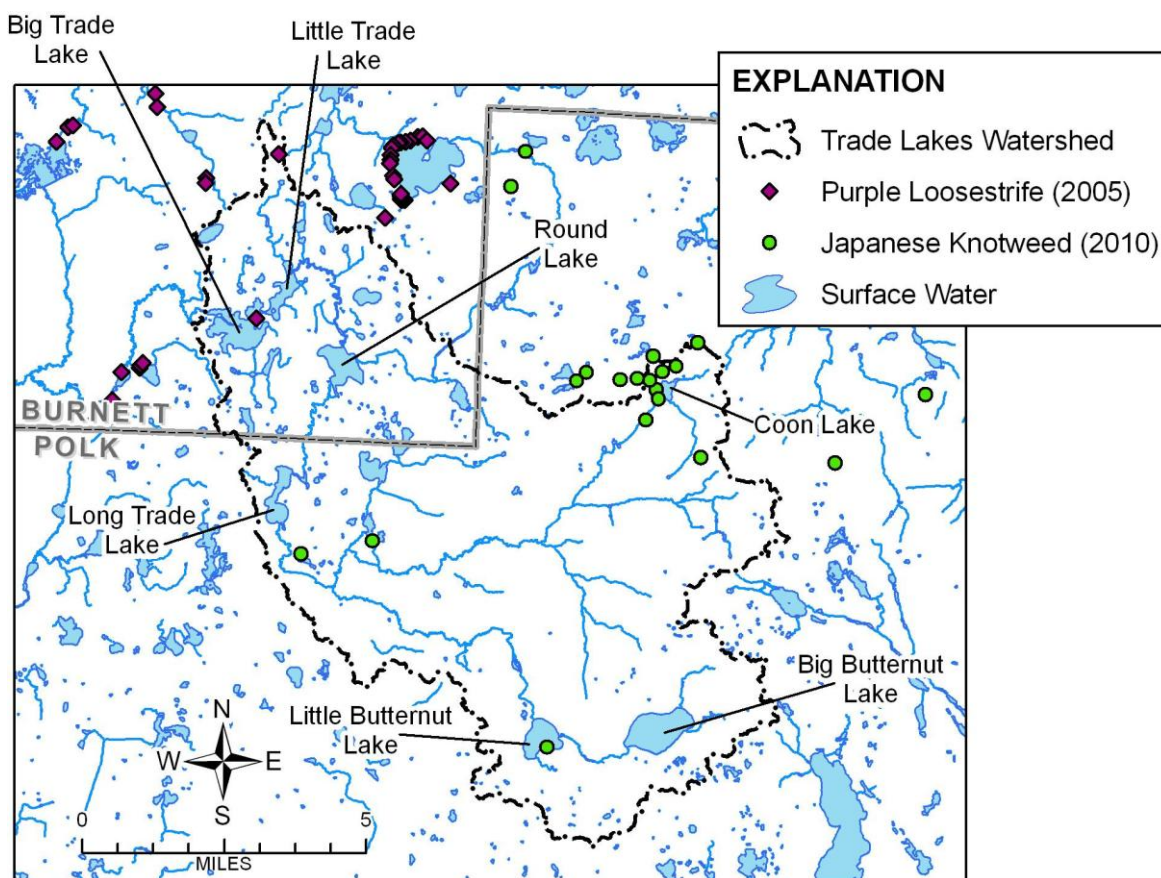 Big Trade
Lake
Little Trade
Lake
EXPLANATION
Trade Lakes Watershed
Purple Loosestrife (2005)
Japanese Knotweed (2010)
Surface Water
Round
Lake
BURNETT
POLK
Coon Lake
Long Trade
Lake
Big Butternut
Lake
Little Butternut
Lake
N
W E
S
0 5
MILES